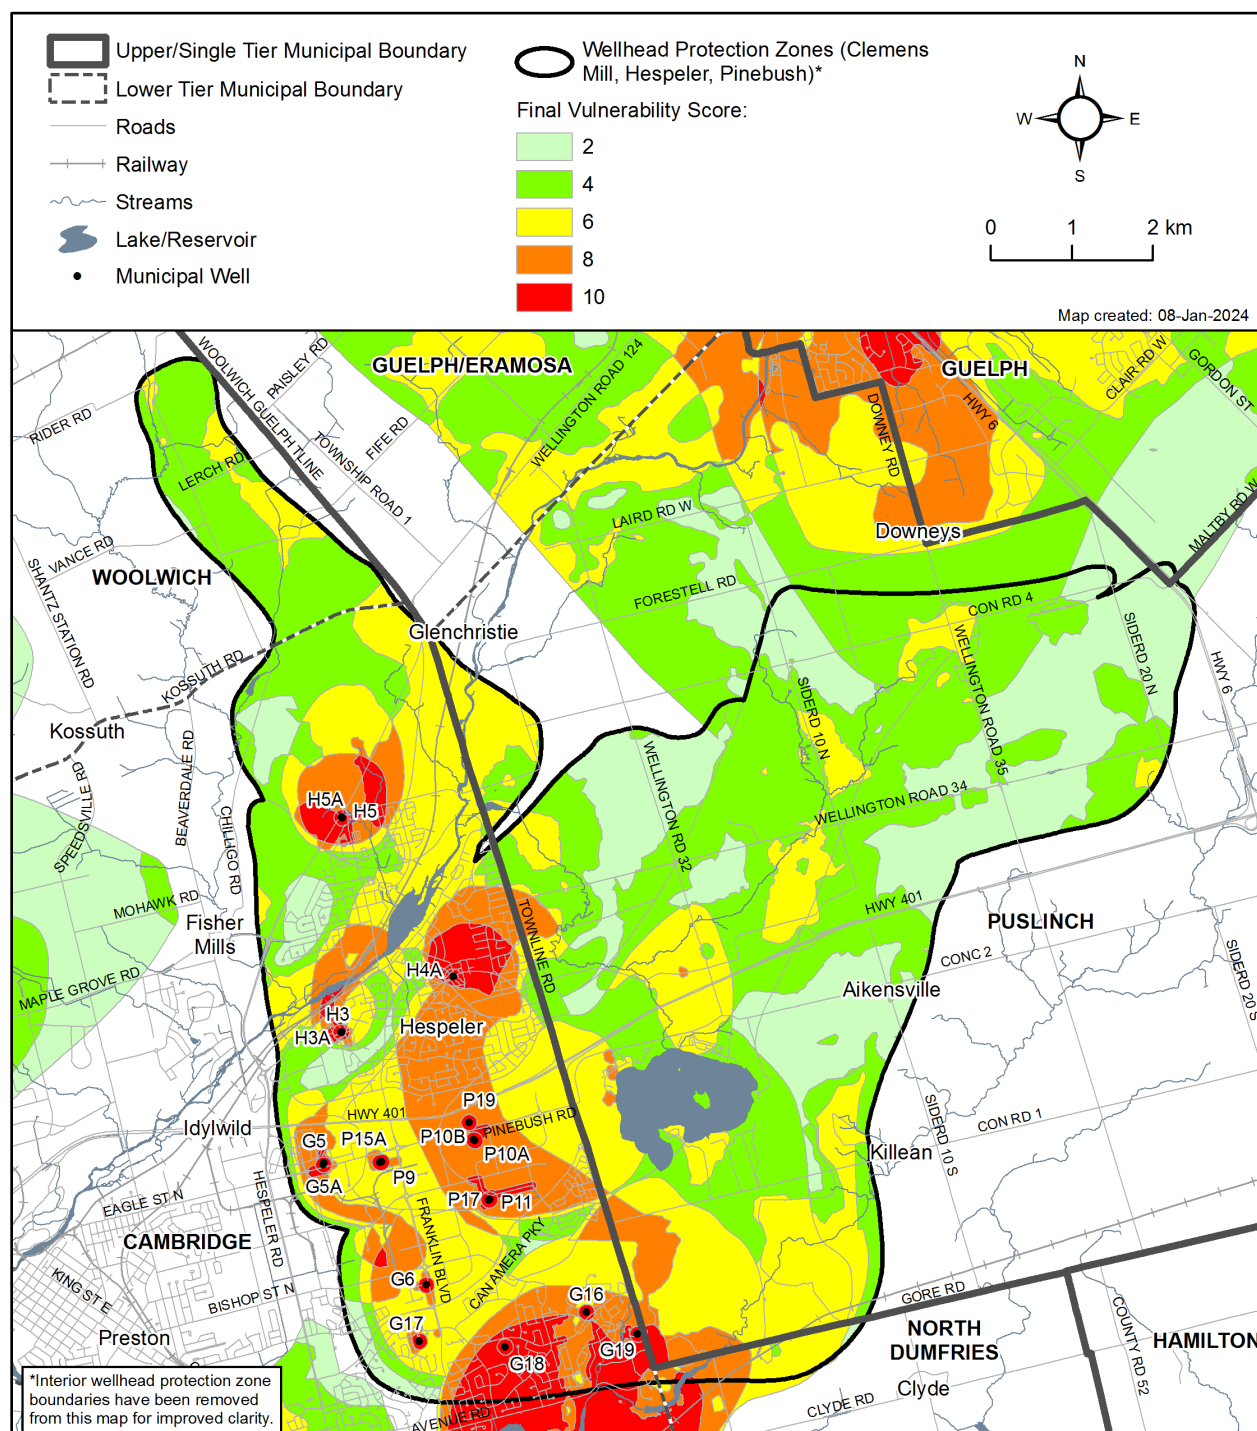 Upper/Single Tier Municipal Boundary
Lower Tier Municipal Boundary
Roads
Railway
Streams
Lake/Reservoir
Municipal Well
Wellhead Protection Zones (Clemens
Mill, Hespeler, Pinebush)*
Final Vulnerability Score:
2
4
6
8
10
N
W
E
S
0
1
2 km
Map created: 08-Jan-2024
WOOLWICH GUELPH TLINE
PAISLEY RD
GUELPH/ERAMOSA
WELLINGTON ROAD 124
GUELPH
CLAIR RD W
GORDON ST
HWY 6
RIDER RD
FIFE RD
TOWNSHIP ROAD 1
DOWNEY RD
LERCH RD
LAIRD RD W
MALTBY RD W
Downeys
VANCE RD
WOOLWICH
SHANTZ STATION RD
FORESTELL RD
CON RD 4
Glenchristie
SIDERD 20 N
WELLINGTON ROAD 35
HWY 6
KOSSUTH RD
SIDERD 10 N
Kossuth
BEAVERDALE RD
WELLINGTON RD 32
SPEEDSVILLE RD
CHILLIGO RD
H5A
H5
WELLINGTON ROAD 34
MOHAWK RD
Fisher
Mills
TOWNLINE RD
HWY 401
PUSLINCH
CONC 2
SIDERD 20 S
MAPLE GROVE RD
H4A
Aikensville
H3
H3A
Hespeler
HWY 401
P19
PINEBUSH RD
Idylwild
G5
P15A
P10B
P10A
SIDERD 10 S
CON RD 1
Killean
G5A
P9
EAGLE ST N
HESPELER RD
FRANKLIN BLVD
P17
P11
CAN AMERA PKY
CAMBRIDGE
G6
KING ST E
BISHOP ST N
G16
GORE RD
COUNTY RD 52
Preston
G17
G18
G19
NORTH
DUMFRIES
HAMILTON
Clyde
CLYDE RD
AVENUE RD
*Interior wellhead protection zone
boundaries have been removed
from this map for improved clarity.